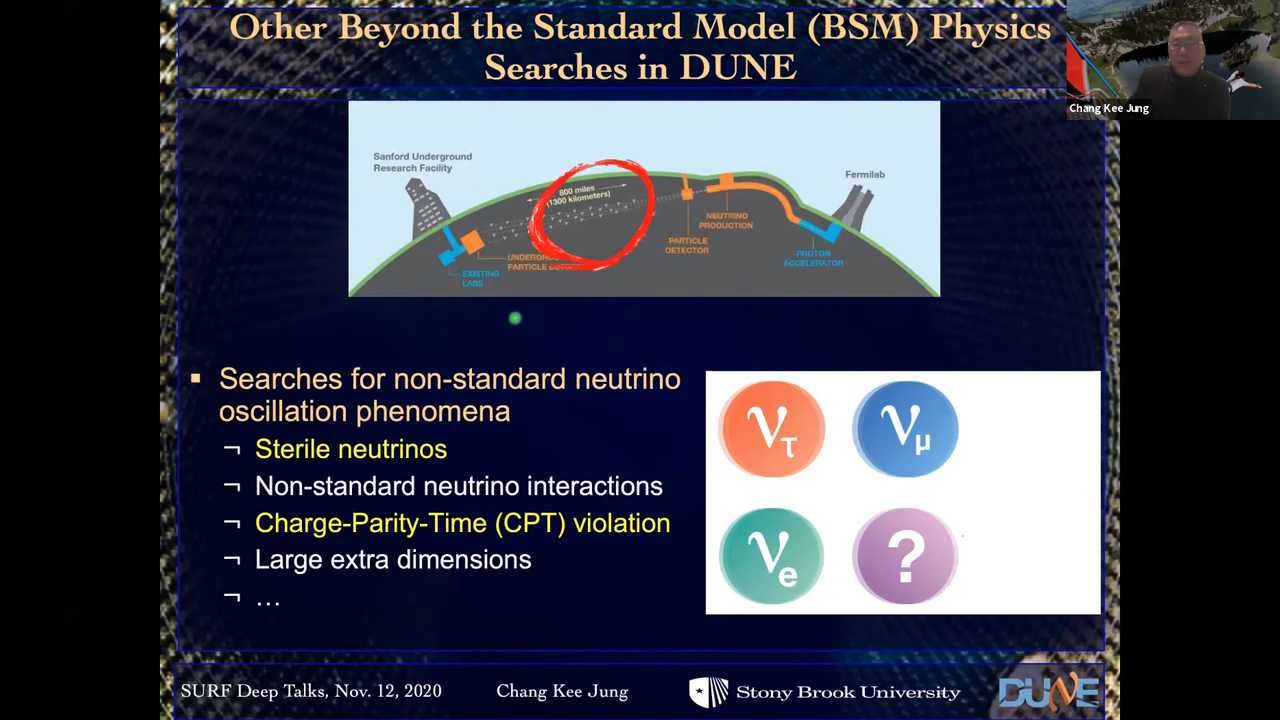 Other Beyond the Standard Model (BSM) Physics
Searches in DUNE
Chang Kee Jung
Sanford Underground
Research Facility
800 miles
(1300 kilometers)
Fermilab
NEUTRINO
PRODUCTION
PARTICLE
DETECTOR
PROTON
ACCELERATOR
PARTICLE
EXISTING
LABS
▪ Searches for non-standard neutrino
oscillation phenomena
¬ Sterile neutrinos
¬ Non-standard neutrino interactions
¬ Charge-Parity-Time (CPT) violation
¬ Large extra dimensions
¬ …
ντ νμ
νe ?
SURF Deep Talks, Nov. 12, 2020 Chang Kee Jung Stony Brook University DUNE